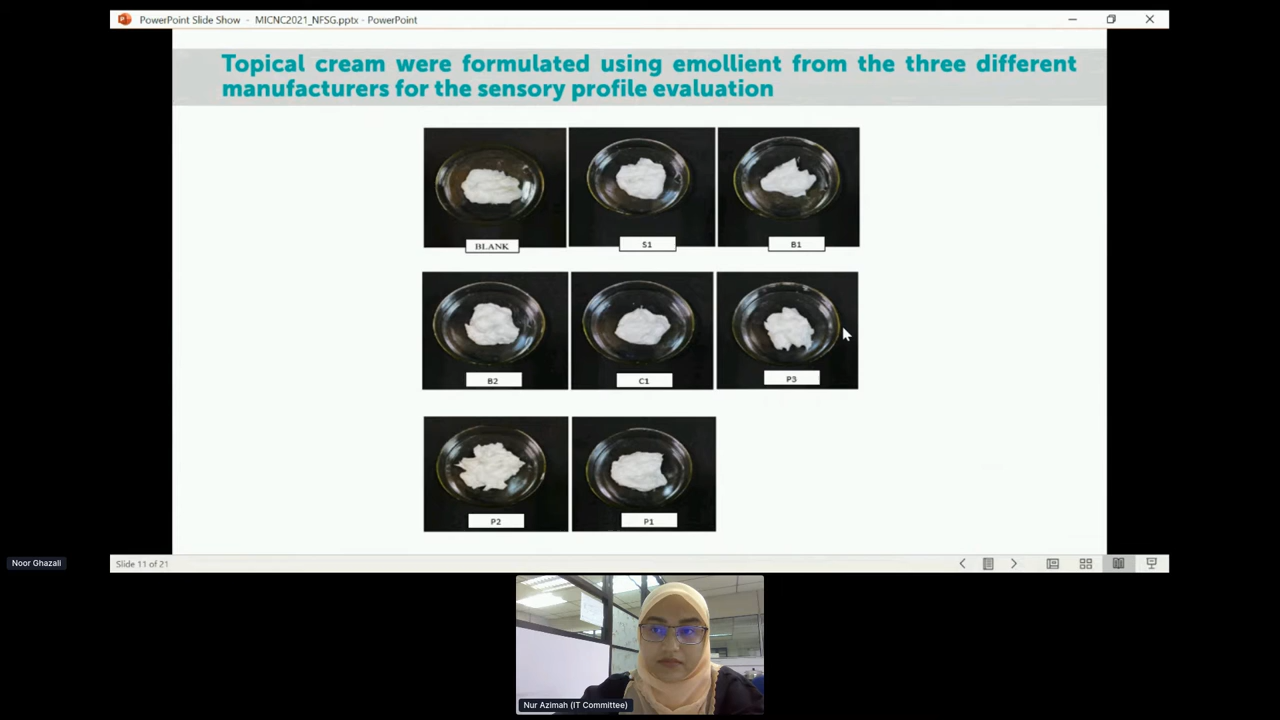 PowerPoint Slide Show - MICNC2021_NFSG.pptx - PowerPoint
Topical cream were formulated using emollient from the three different
manufacturers for the sensory profile evaluation
BLANK
S1
B1
B2
C1
P3
P2
P1
Noor Ghazali
Slide 11 of 21
Nur Azimah (IT Committee)